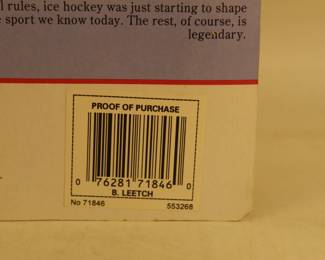 l rules, ice hockey was just starting to shape
sport we know today. The rest, of course, is
legendary.
PROOF OF PURCHASE
0 76281 71846 0
B. LEETCH
No 71846 553268